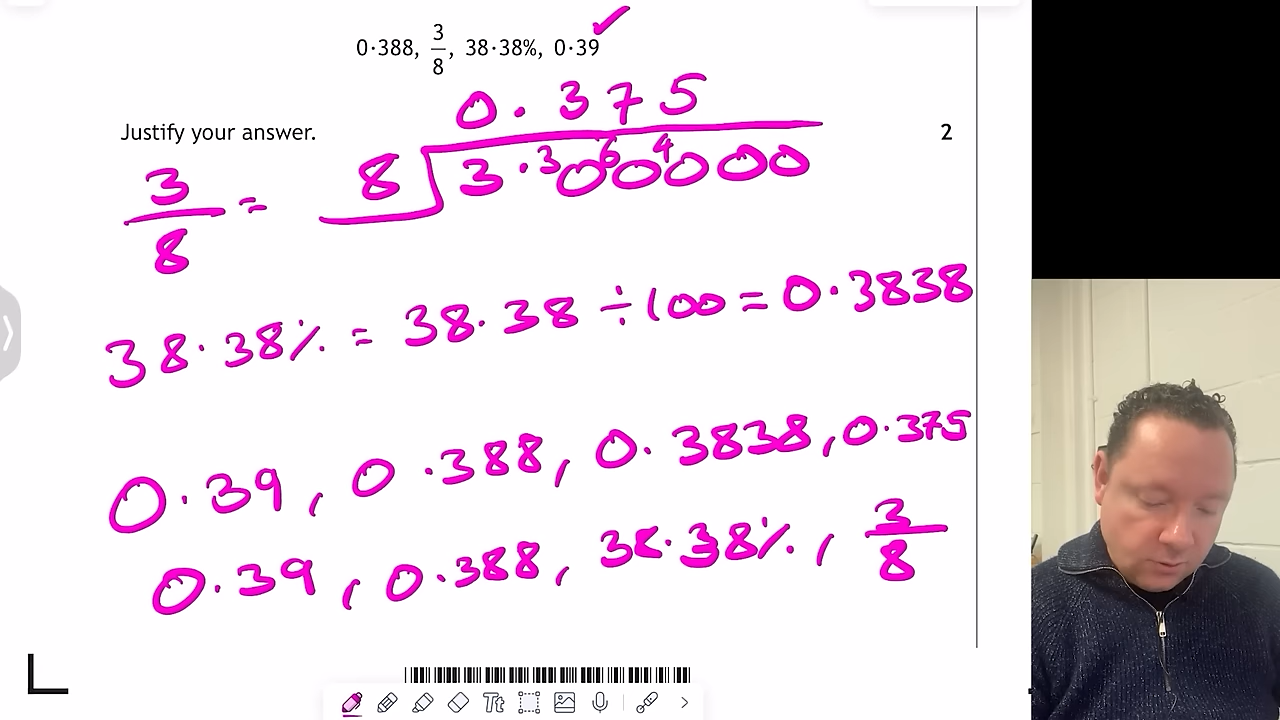 0·388, 3/8, 38·38%, 0·39
Justify your answer.
2
0.375
3/8 = 8 3.³0⁶0⁴000
38.38% = 38.38 ÷ 100 = 0.3838
0.39, 0.388, 0.3838, 0.375
0.39, 0.388, 38.38%, 3/8
Tt